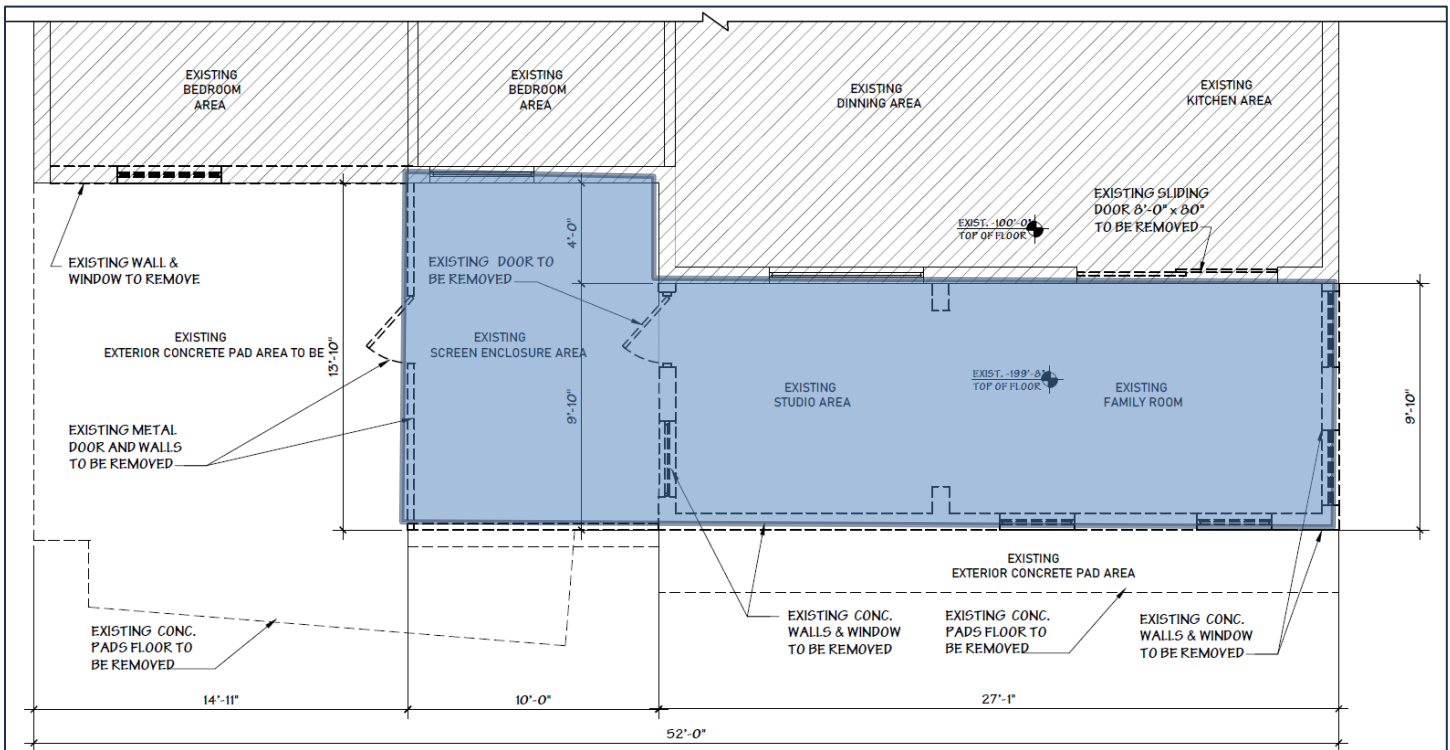 EXISTING
BEDROOM
AREA
EXISTING
BEDROOM
AREA
EXISTING
DINNING AREA
EXISTING
KITCHEN AREA
EXISTING SLIDING
DOOR 8'-0" x 80"
TO BE REMOVED
EXIST. -100'-0"
TOP OF FLOOR
4'-0"
EXISTING WALL &
WINDOW TO REMOVE
EXISTING DOOR TO
BE REMOVED
EXISTING
EXTERIOR CONCRETE PAD AREA TO BE
13'-10"
EXISTING
SCREEN ENCLOSURE AREA
9'-10"
EXISTING
STUDIO AREA
EXIST. -199'-8"
TOP OF FLOOR
EXISTING
FAMILY ROOM
9'-10"
EXISTING METAL
DOOR AND WALLS
TO BE REMOVED
EXISTING
EXTERIOR CONCRETE PAD AREA
EXISTING CONC.
PADS FLOOR TO
BE REMOVED
EXISTING CONC.
WALLS & WINDOW
TO BE REMOVED
EXISTING CONC.
PADS FLOOR TO
BE REMOVED
EXISTING CONC.
WALLS & WINDOW
TO BE REMOVED
14'-11"
10'-0"
27'-1"
52'-0"